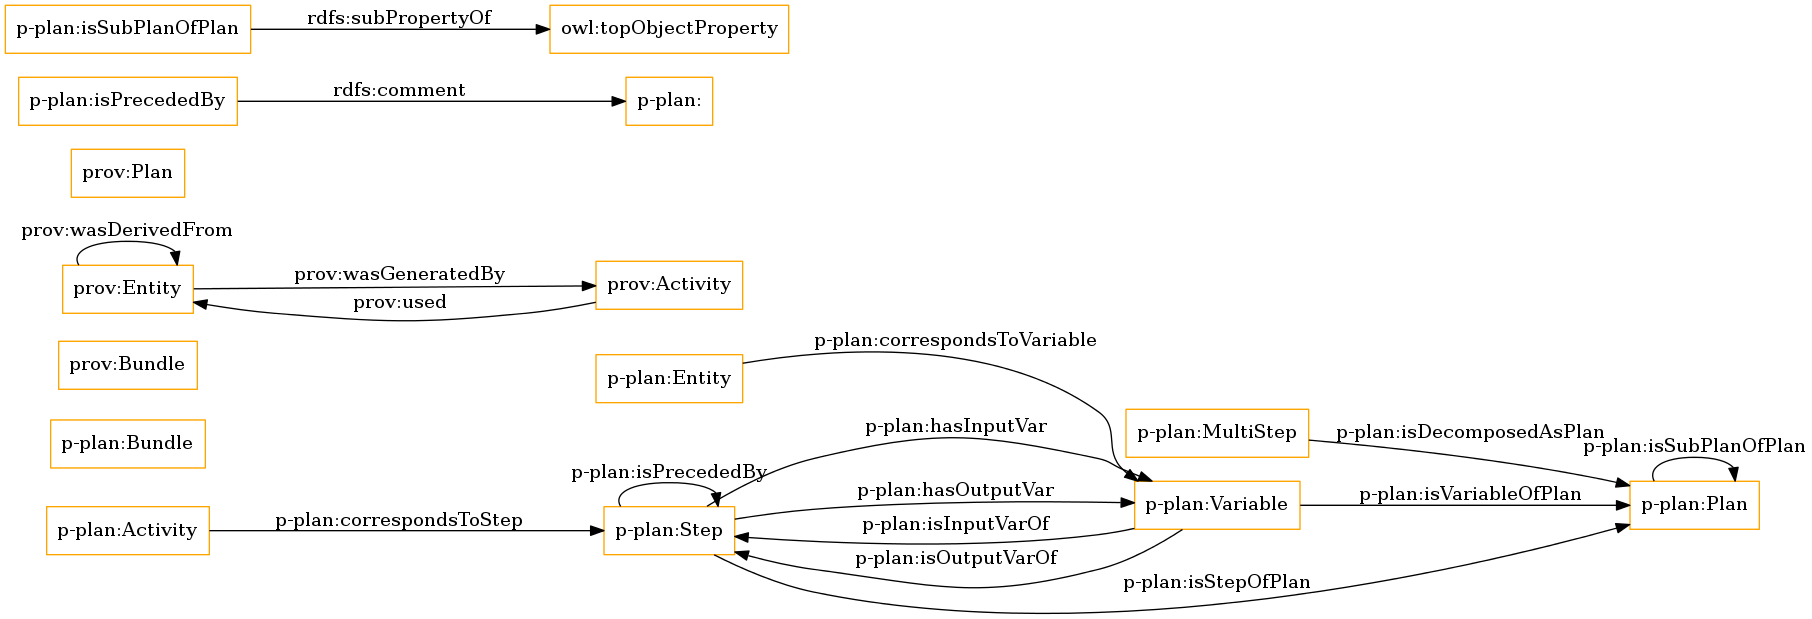 p-plan:isSubPlanOfPlan
rdfs:subPropertyOf
owl:topObjectProperty
p-plan:isPrecededBy
rdfs:comment
p-plan:
prov:Plan
prov:wasDerivedFrom
prov:Entity
prov:wasGeneratedBy
prov:used
prov:Activity
prov:Bundle
p-plan:Entity
p-plan:correspondsToVariable
p-plan:Bundle
p-plan:hasInputVar
p-plan:MultiStep
p-plan:isDecomposedAsPlan
p-plan:isSubPlanOfPlan
p-plan:isPrecededBy
p-plan:hasOutputVar
p-plan:Variable
p-plan:isVariableOfPlan
p-plan:Plan
p-plan:Activity
p-plan:correspondsToStep
p-plan:Step
p-plan:isInputVarOf
p-plan:isOutputVarOf
p-plan:isStepOfPlan